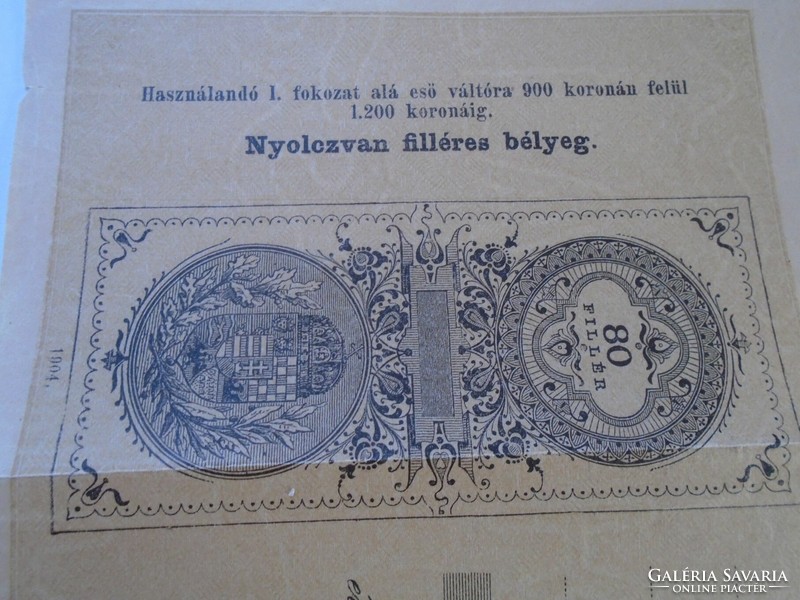 Használandó I. fokozat alá eső váltóra 900 koronán felül
1.200 koronáig.
Nyolczvan filléres bélyeg.
80
FILLÉR
1904.
GALÉRIA SAVARIA
ONLINE PIACTÉR